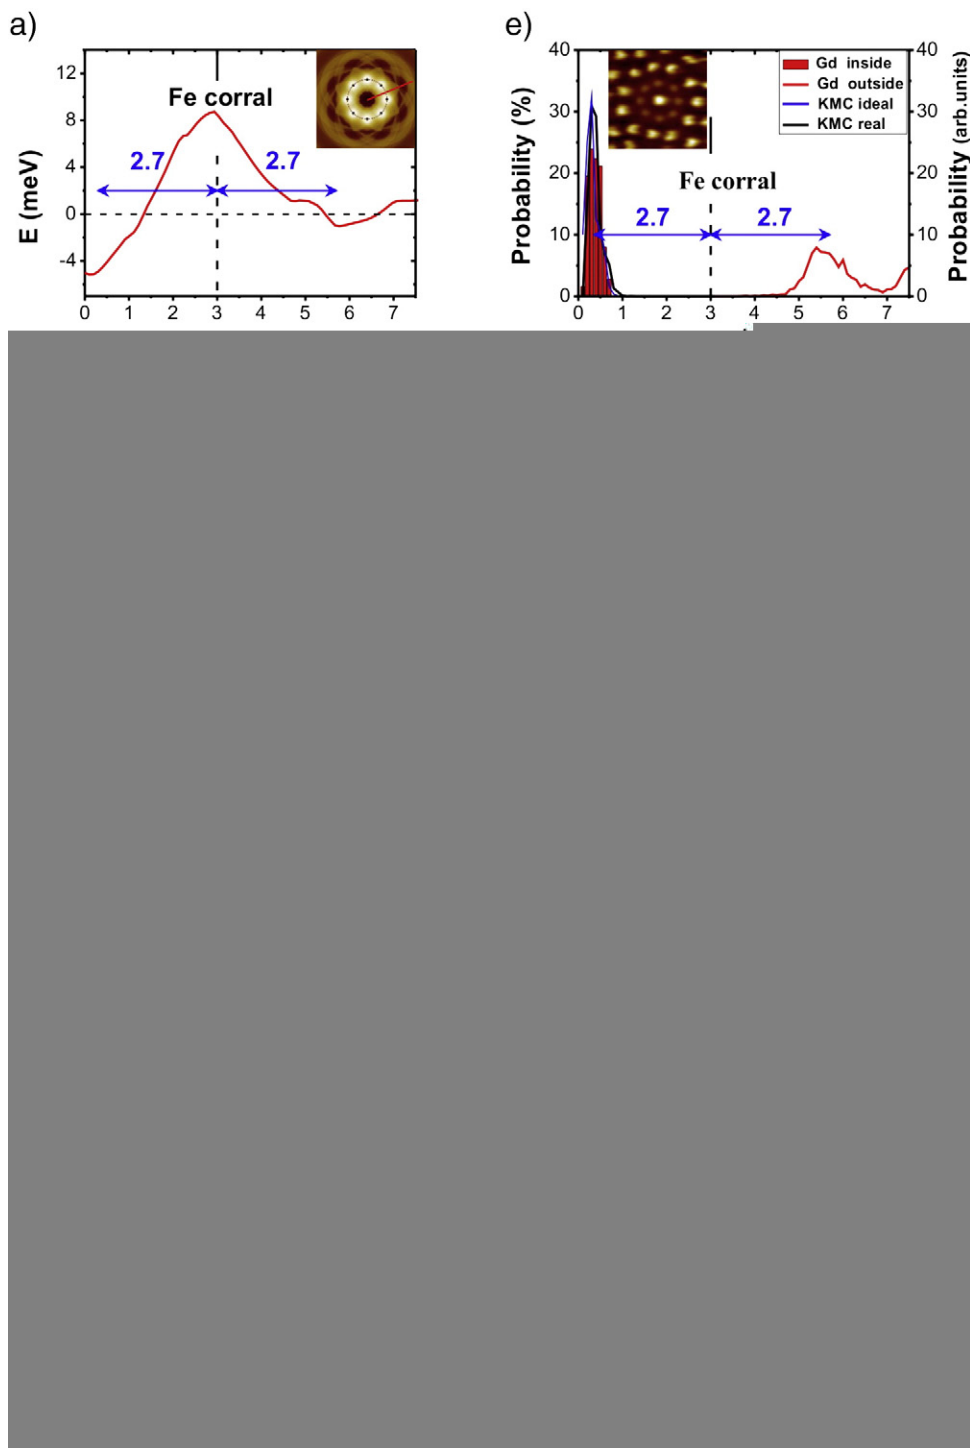 a)
12
8
4
0
-4
E (meV)
Fe corral
2.7 2.7
0 1 2 3 4 5 6 7
e)
40
30
20
10
0
Probability (%)
Gd inside
Gd outside
KMC ideal
KMC real
Fe corral
2.7 2.7
0 1 2 3 4 5 6 7
40
30
20
10
0
Probability (arb.units)